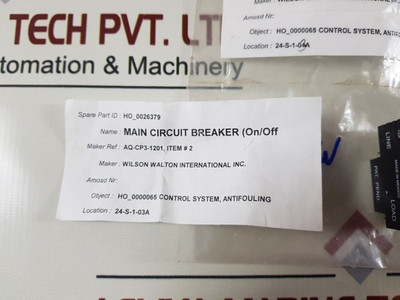 TECH PVT. LT
tomation & Machinery
Amosd Nr:
Object : HO_0000065 CONTROL SYSTEM, ANTIFO
Location : 24-S-1-03A
Spare Part ID : HO_0026379
Name : MAIN CIRCUIT BREAKER (On/Off
Maker Ref : AQ-CP3-1201, ITEM # 2
Maker : WILSON WALTON INTERNATIONAL INC.
Amosd Nr:
Object : HO_0000065 CONTROL SYSTEM, ANTIFOULING
Location : 24-S-1-03A
LINE
LOAD